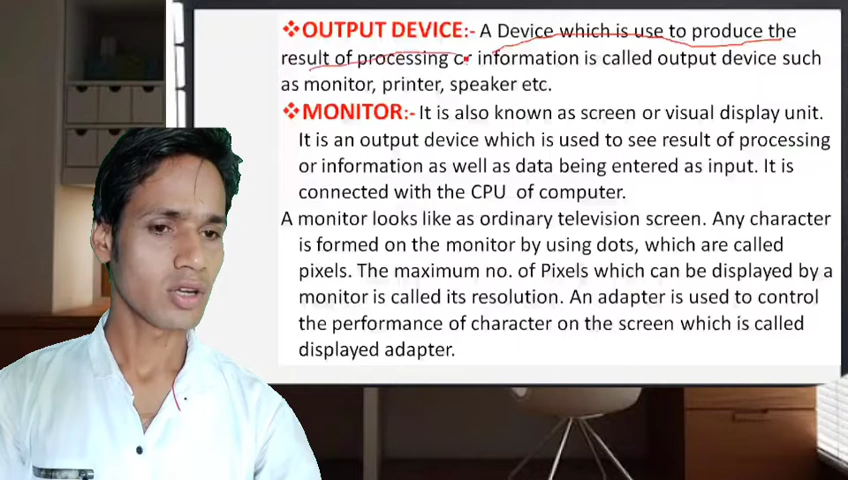 ❖OUTPUT DEVICE:- A Device which is use to produce the
result of processing or information is called output device such
as monitor, printer, speaker etc.
❖MONITOR:- It is also known as screen or visual display unit.
It is an output device which is used to see result of processing
or information as well as data being entered as input. It is
connected with the CPU of computer.
A monitor looks like as ordinary television screen. Any character
is formed on the monitor by using dots, which are called
pixels. The maximum no. of Pixels which can be displayed by a
monitor is called its resolution. An adapter is used to control
the performance of character on the screen which is called
displayed adapter.